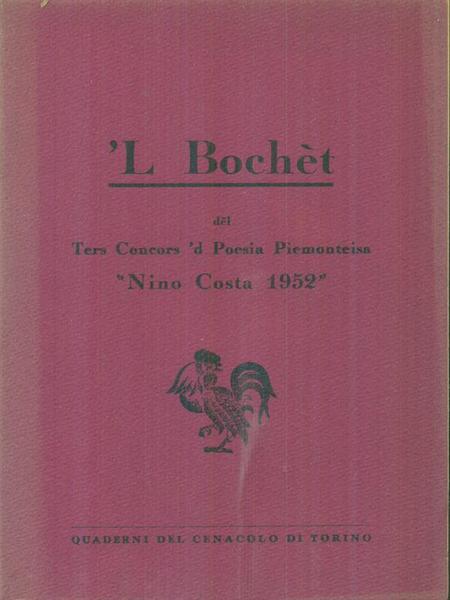 'L Bochèt
dël
Ters Concors 'd Poesia Piemonteisa
"Nino Costa 1952"
QUADERNI DEL CENACOLO DI TORINO